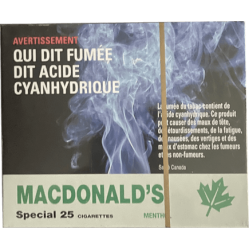 AVERTISSEMENT
QUI DIT FUMÉE
DIT ACIDE
CYANHYDRIQUE
La fumée du tabac contient de
l'acide cyanhydrique. Ce produit
peut causer des maux de tête,
des étourdissements, de la fatigue,
des nausées, des vertiges et des
maux d'estomac chez les fumeurs
et les non-fumeurs.
Santé Canada
MACDONALD'S
Special 25 CIGARETTES
MENTH